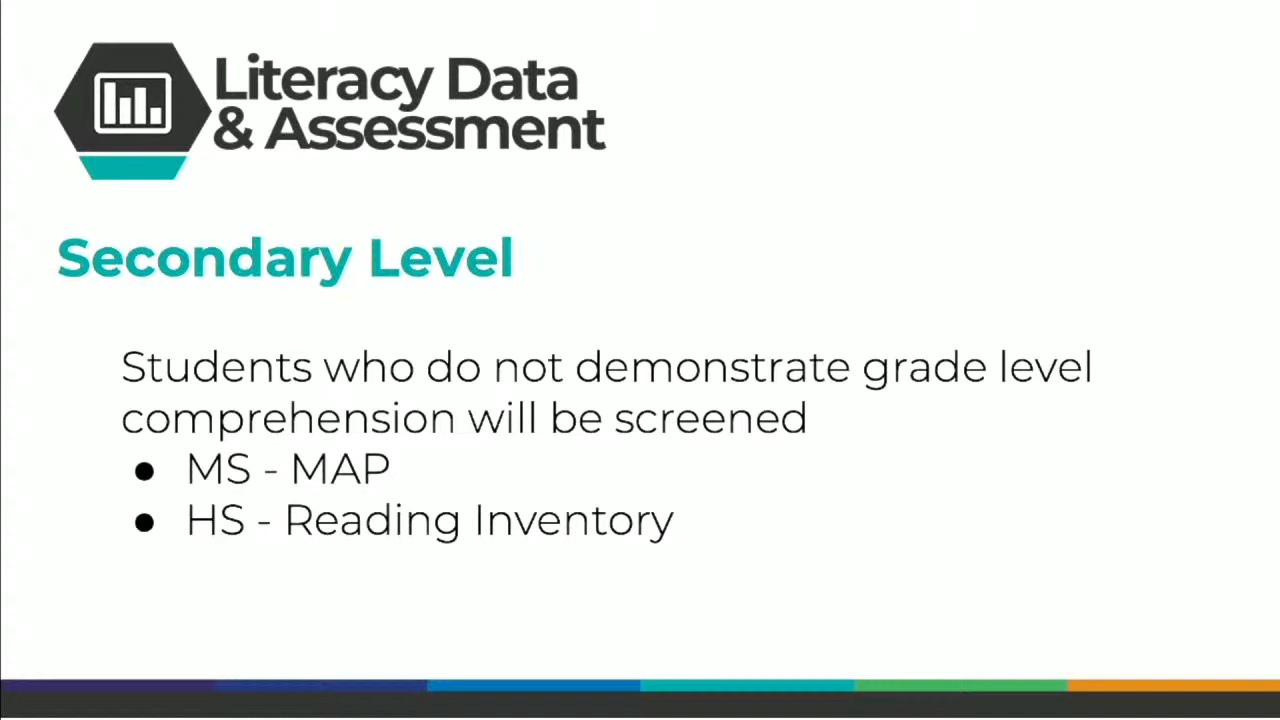 Literacy Data
& Assessment
Secondary Level
Students who do not demonstrate grade level
comprehension will be screened
● MS - MAP
● HS - Reading Inventory